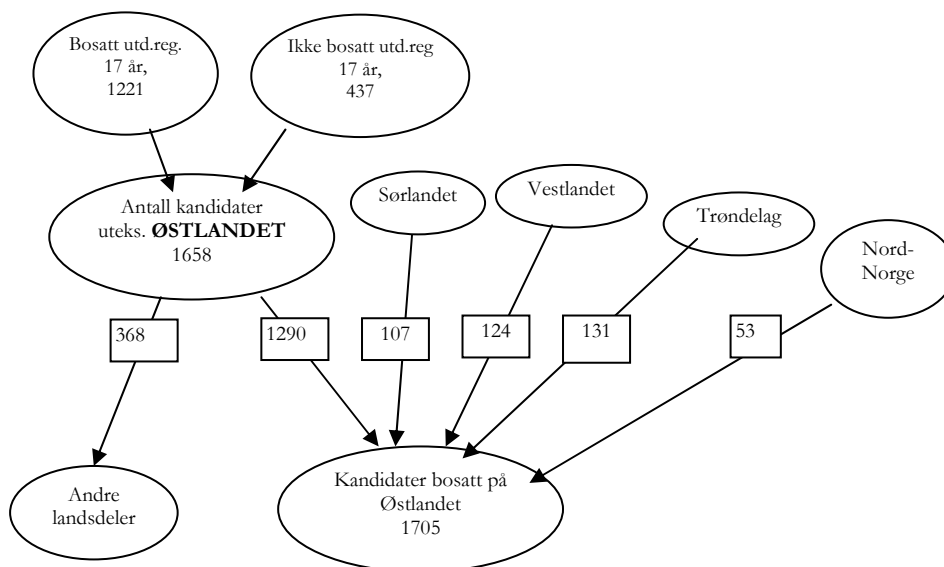 Bosatt utd.reg.
17 år,
1221
Ikke bosatt utd.reg
17 år,
437
Antall kandidater
uteks. ØSTLANDET
1658
Sørlandet
Vestlandet
Trøndelag
Nord-
Norge
368
1290
107
124
131
53
Andre
landsdeler
Kandidater bosatt på
Østlandet
1705